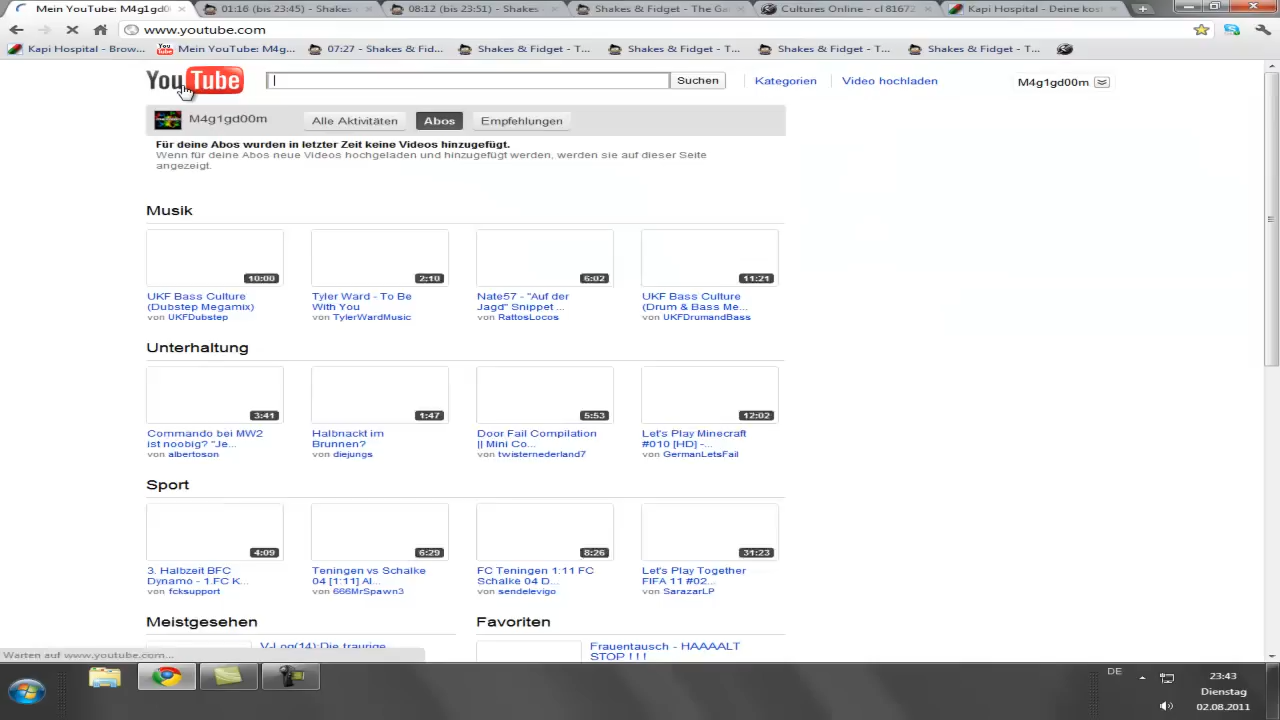 Mein YouTube: M4g1gd00
01:16 (bis 23:45) - Shakes
08:12 (bis 23:51) - Shakes
Shakes & Fidget - The Ga
Cultures Online - cl 81672
Kapi Hospital - Deine kos
www.youtube.com
Kapi Hospital - Brow...
Mein YouTube: M4g...
07:27 - Shakes & Fid...
Shakes & Fidget - T...
Shakes & Fidget - T...
Shakes & Fidget - T...
Shakes & Fidget - T...
YouTube
Suchen
Kategorien
Video hochladen
M4g1gd00m
M4g1gd00m
Alle Aktivitäten
Abos
Empfehlungen
Für deine Abos wurden in letzter Zeit keine Videos hinzugefügt.
Wenn für deine Abos neue Videos hochgeladen und hinzugefügt werden, werden sie auf dieser Seite
angezeigt.
Musik
10:00
2:10
6:02
11:21
UKF Bass Culture
(Dubstep Megamix)
von UKFDubstep
Tyler Ward - To Be
With You
von TylerWardMusic
Nate57 - "Auf der
Jagd" Snippet ...
von RattosLocos
UKF Bass Culture
(Drum & Bass Me...
von UKFDrumandBass
Unterhaltung
3:41
1:47
5:53
12:02
Commando bei MW2
ist noobig? "Je...
von albertoson
Halbnackt im
Brunnen?
von diejungs
Door Fail Compilation
|| Mini Co...
von twisternederland7
Let's Play Minecraft
#010 [HD] -...
von GermanLetsFail
Sport
4:09
6:29
8:26
31:23
3. Halbzeit BFC
Dynamo - 1.FC K...
von fcksupport
Teningen vs Schalke
04 [1:11] Al...
von 666MrSpawn3
FC Teningen 1:11 FC
Schalke 04 D...
von sendelevigo
Let's Play Together
FIFA 11 #02...
von SarazarLP
Meistgesehen
Favoriten
V-Log(14):Die traurige
Frauentausch - HAAAALT
STOP ! ! !
Warten auf www.youtube.com...
DE
23:43
Dienstag
02.08.2011